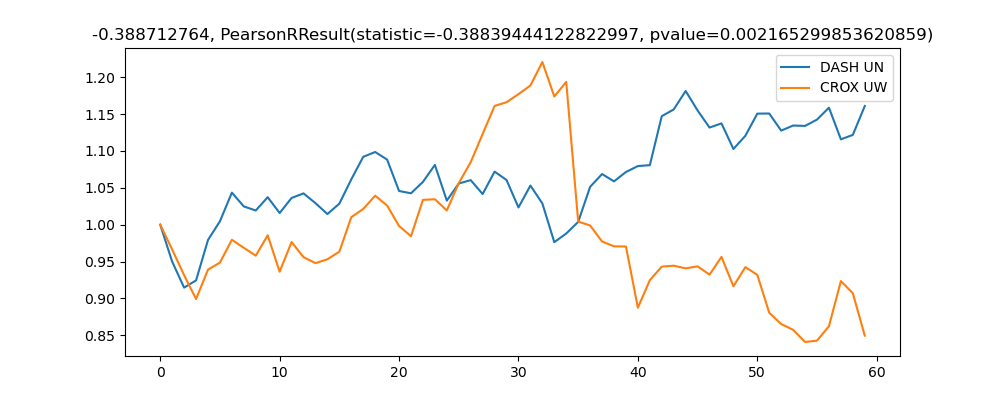 -0.388712764, PearsonRResult(statistic=-0.38839444122822997, pvalue=0.002165299853620859)
DASH UN
CROX UW
1.20
1.15
1.10
1.05
1.00
0.95
0.90
0.85
0 10 20 30 40 50 60